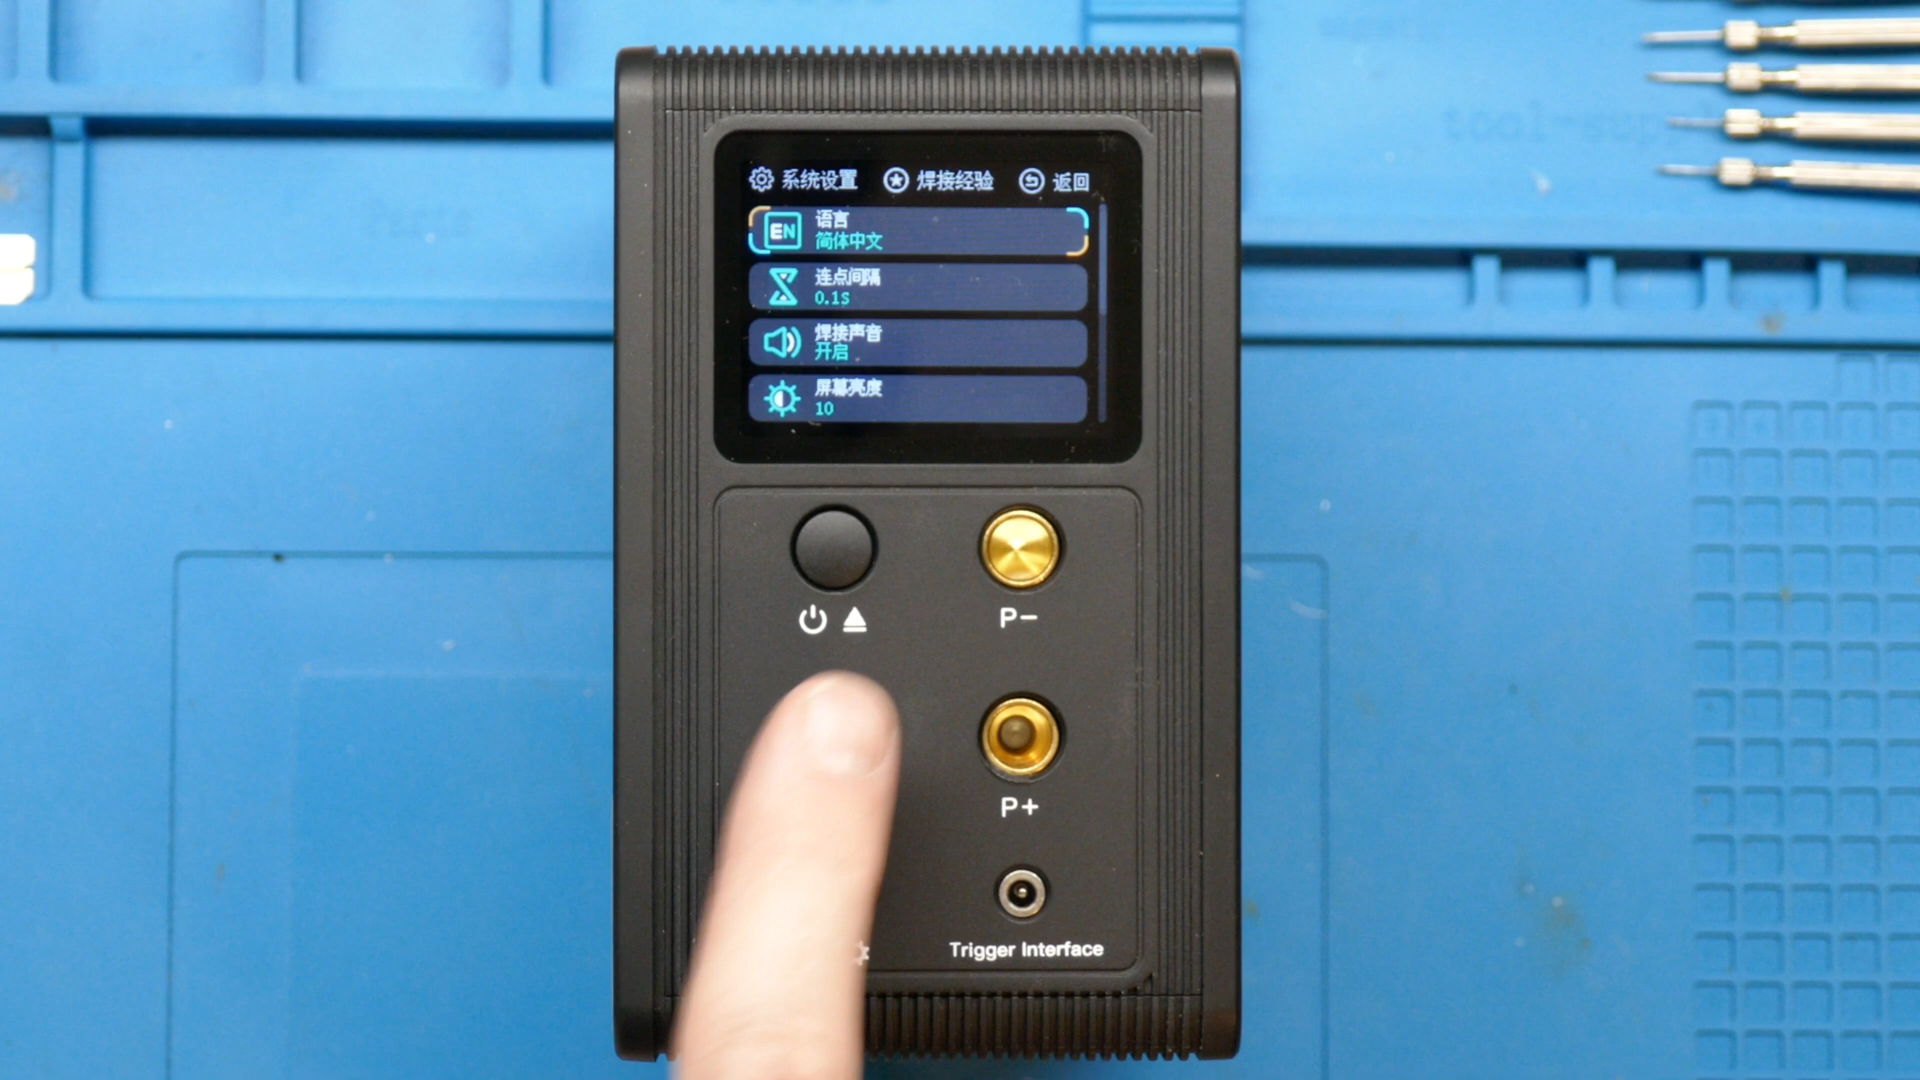 系统设置 焊接经验 返回
EN 语言
简体中文
连点间隔
0.1S
焊接声音
开启
屏幕亮度
10
P-
P+
Trigger Interface